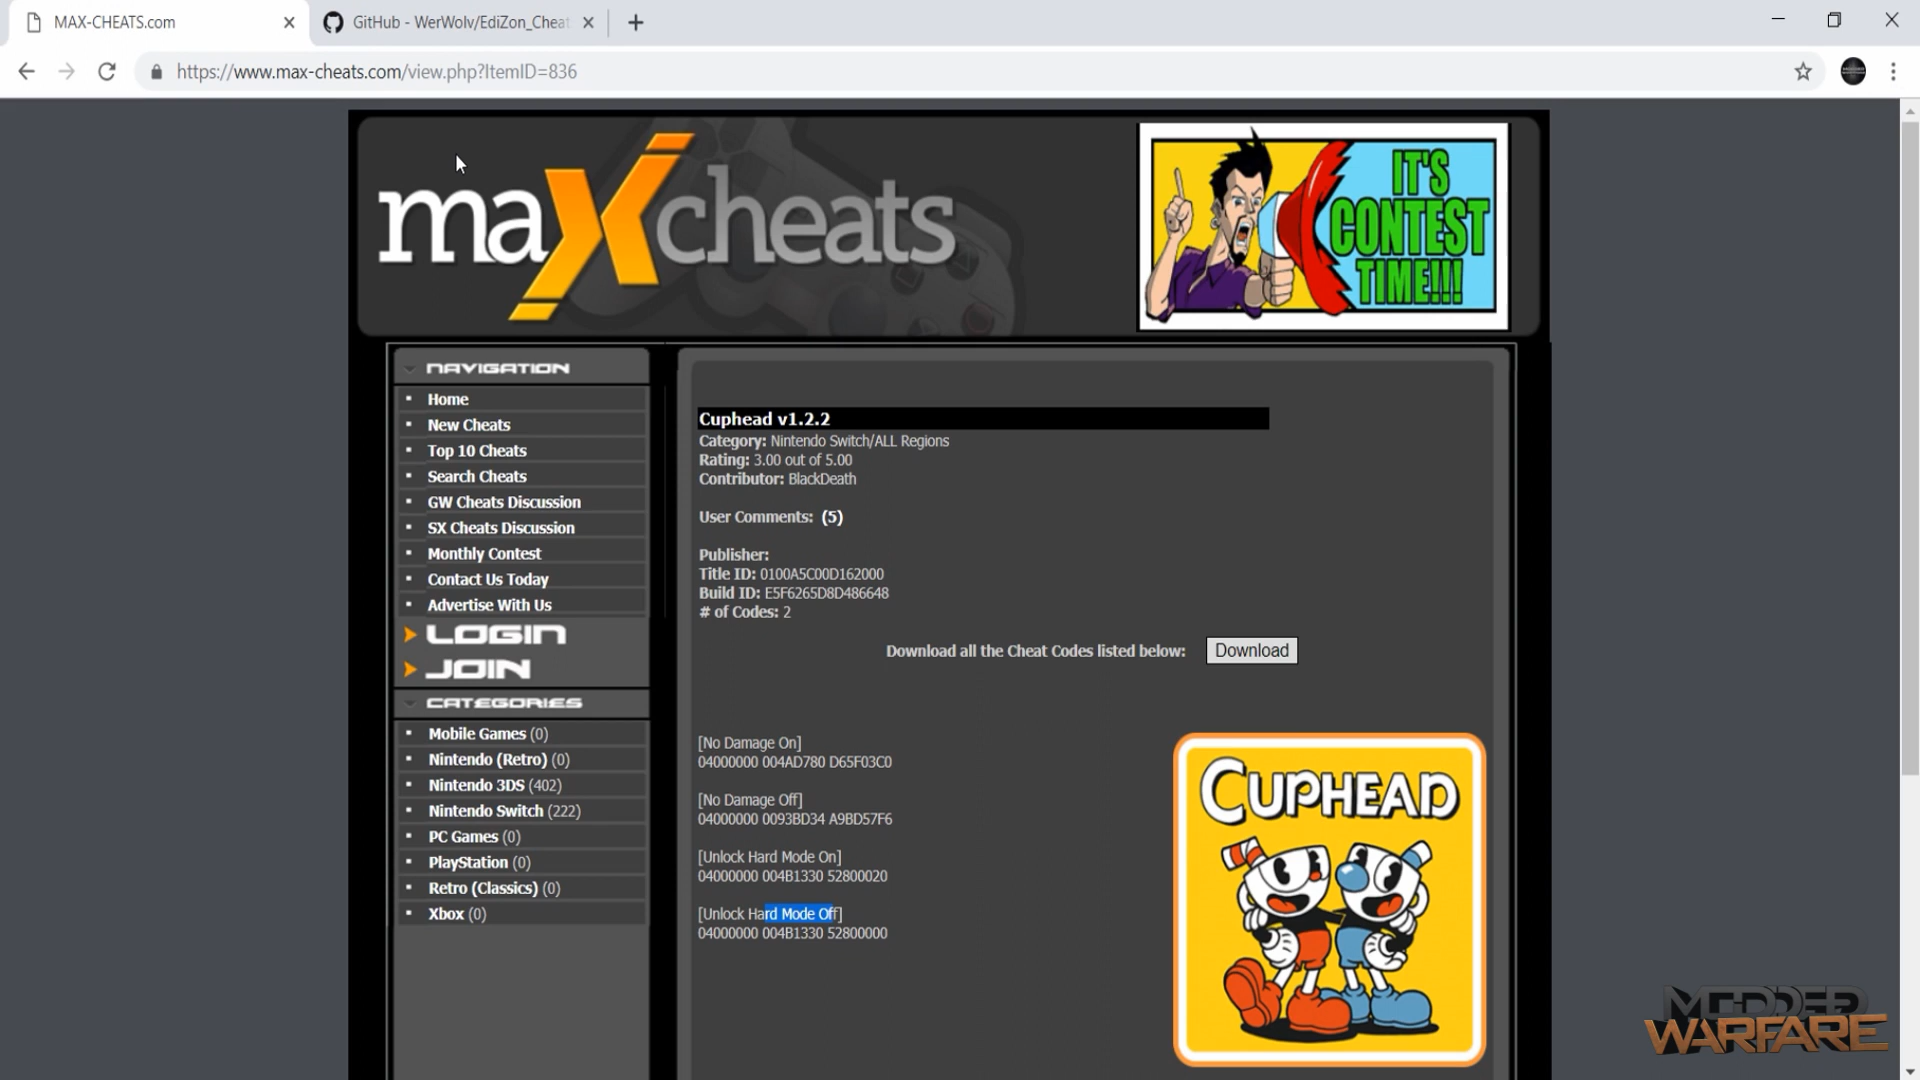 MAX-CHEATS.com
GitHub - WerWolv/EdiZon_Cheat
https://www.max-cheats.com/view.php?ItemID=836
maxcheats
IT'S
CONTEST
TIME!!!
NAVIGATION
Home
New Cheats
Top 10 Cheats
Search Cheats
GW Cheats Discussion
SX Cheats Discussion
Monthly Contest
Contact Us Today
Advertise With Us
LOGIN
JOIN
CATEGORIES
Mobile Games (0)
Nintendo (Retro) (0)
Nintendo 3DS (402)
Nintendo Switch (222)
PC Games (0)
PlayStation (0)
Retro (Classics) (0)
Xbox (0)
Cuphead v1.2.2
Category: Nintendo Switch/ALL Regions
Rating: 3.00 out of 5.00
Contributor: BlackDeath
User Comments: (5)
Publisher:
Title ID: 0100A5C00D162000
Build ID: E5F6265D8D486648
# of Codes: 2
Download all the Cheat Codes listed below: Download
[No Damage On]
04000000 004AD780 D65F03C0
[No Damage Off]
04000000 0093BD34 A9BD57F6
[Unlock Hard Mode On]
04000000 004B1330 52800020
[Unlock Hard Mode Off]
04000000 004B1330 52800000
CUPHEAD
MODDED
WARFARE